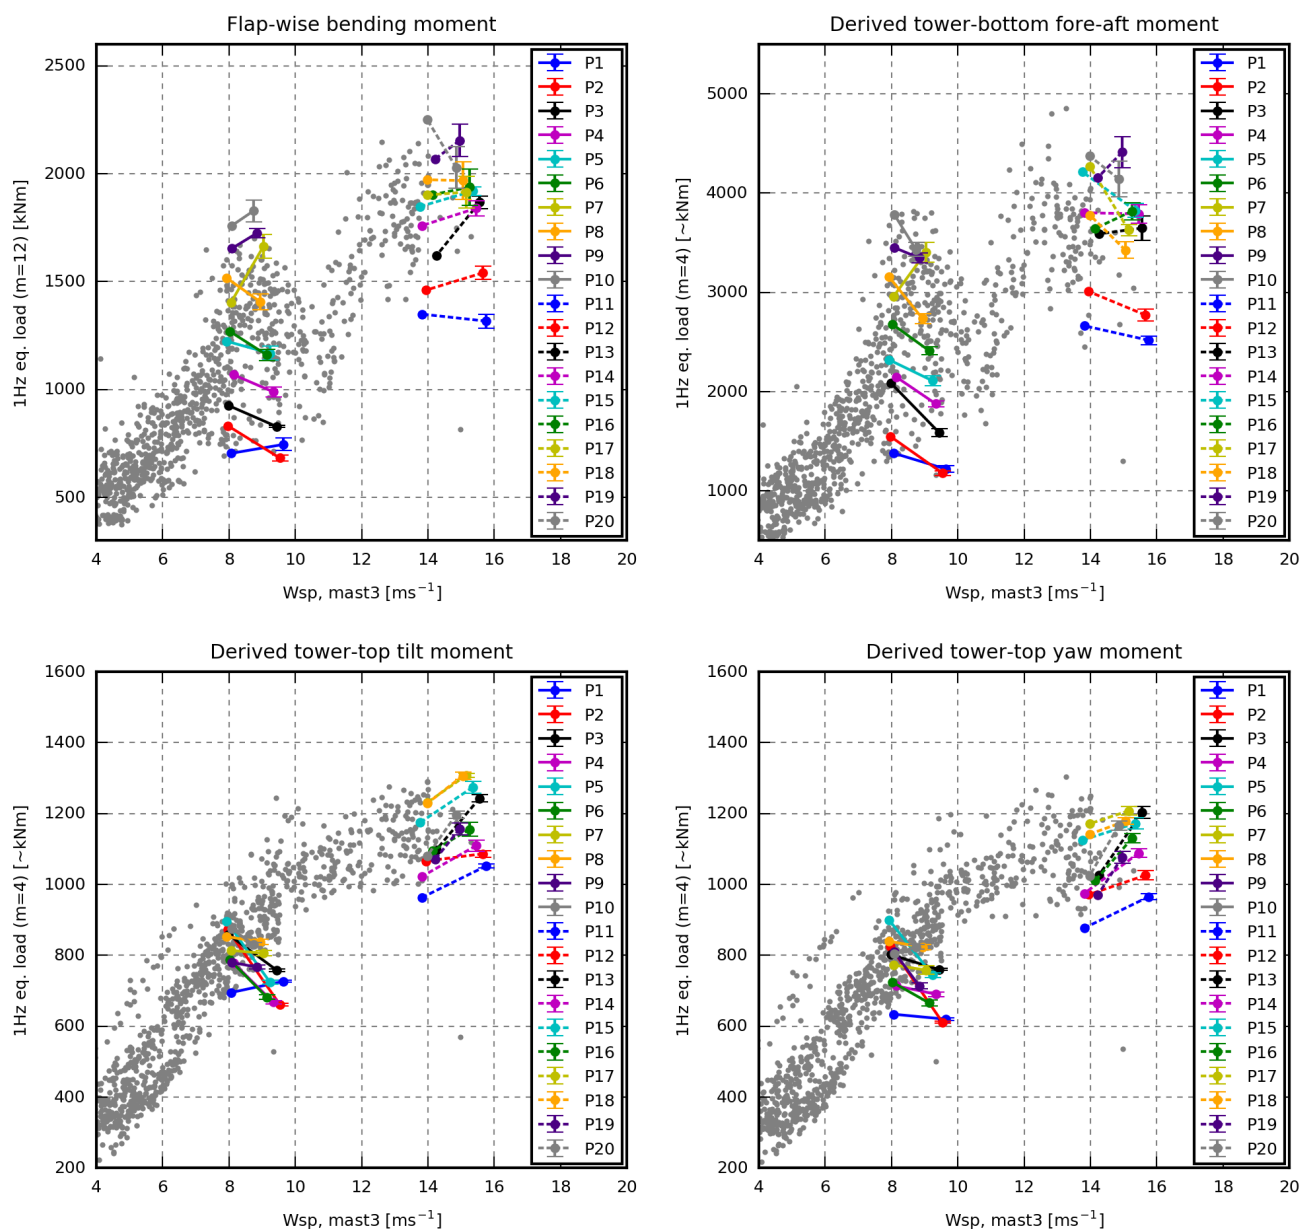 Flap-wise bending moment
1Hz eq. load (m=12) [kNm]
2500
2000
1500
1000
500
4 6 8 10 12 14 16 18 20
Wsp, mast3 [ms⁻¹]
P1
P2
P3
P4
P5
P6
P7
P8
P9
P10
P11
P12
P13
P14
P15
P16
P17
P18
P19
P20
Derived tower-bottom fore-aft moment
1Hz eq. load (m=4) [~kNm]
5000
4000
3000
2000
1000
4 6 8 10 12 14 16 18 20
Wsp, mast3 [ms⁻¹]
P1
P2
P3
P4
P5
P6
P7
P8
P9
P10
P11
P12
P13
P14
P15
P16
P17
P18
P19
P20
Derived tower-top tilt moment
1Hz eq. load (m=4) [~kNm]
1600
1400
1200
1000
800
600
400
200
4 6 8 10 12 14 16 18 20
Wsp, mast3 [ms⁻¹]
P1
P2
P3
P4
P5
P6
P7
P8
P9
P10
P11
P12
P13
P14
P15
P16
P17
P18
P19
P20
Derived tower-top yaw moment
1Hz eq. load (m=4) [~kNm]
1600
1400
1200
1000
800
600
400
200
4 6 8 10 12 14 16 18 20
Wsp, mast3 [ms⁻¹]
P1
P2
P3
P4
P5
P6
P7
P8
P9
P10
P11
P12
P13
P14
P15
P16
P17
P18
P19
P20